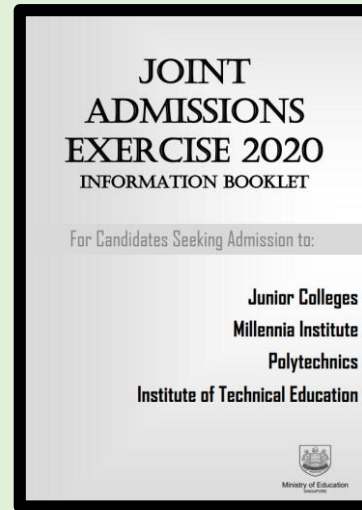 JOINT
ADMISSIONS
EXERCISE 2020
INFORMATION BOOKLET
For Candidates Seeking Admission to:
Junior Colleges
Millennia Institute
Polytechnics
Institute of Technical Education
Ministry of Education
SINGAPORE